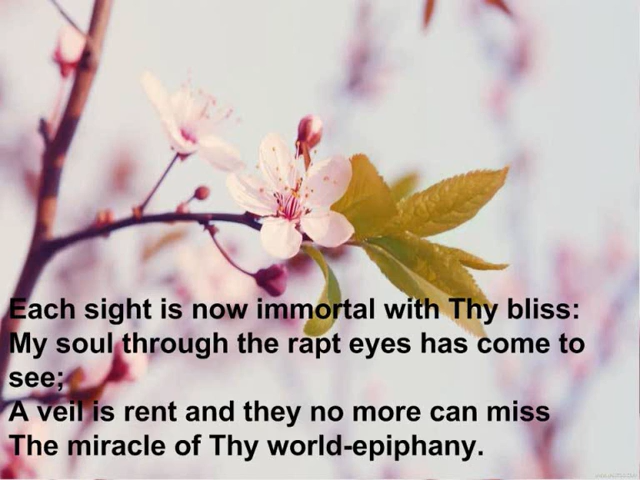 Each sight is now immortal with Thy bliss:
My soul through the rapt eyes has come to
see;
A veil is rent and they no more can miss
The miracle of Thy world-epiphany.